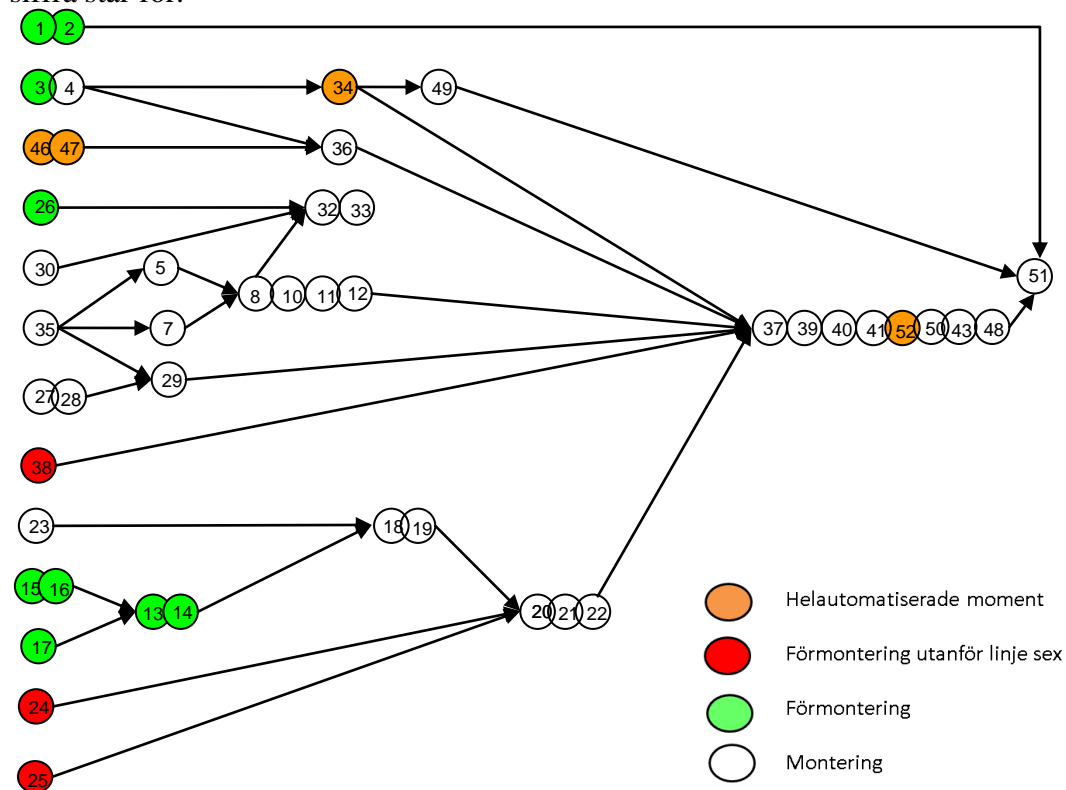 1 2
3 4 34 49
46 47 36
26 32 33
30 5
51
8 10 11 12
35 7 37 39 40 41 52 50 43 48
29
27 28
38
23 18 19
15 16
13 14 20 21 22
17
24
25
Helautomatiserade moment
Förmontering utanför linje sex
Förmontering
Montering